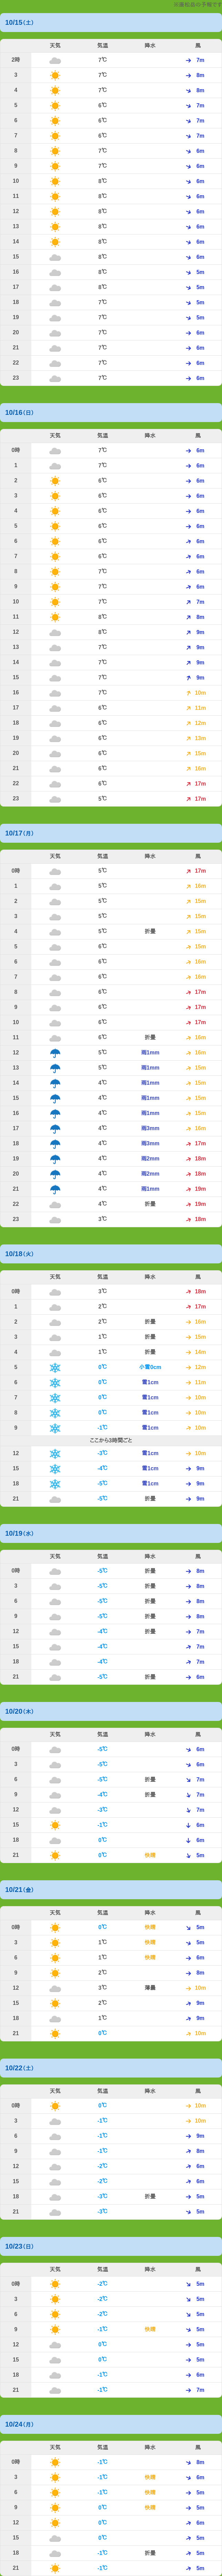 天産松岳の予報です
10/15(土)
天気 気温 降水 風
2時 7℃ 7m
3 7℃ 8m
4 7℃ 8m
5 6℃ 7m
6 6℃ 7m
7 6℃ 7m
8 7℃ 6m
9 7℃ 6m
10 8℃ 6m
11 8℃ 6m
12 8℃ 6m
13 8℃ 6m
14 8℃ 6m
15 8℃ 6m
16 8℃ 5m
17 8℃ 5m
18 7℃ 5m
19 7℃ 5m
20 7℃ 6m
21 7℃ 6m
22 7℃ 6m
23 7℃ 6m
10/16(日)
天気 気温 降水 風
0時 7℃ 6m
1 7℃ 6m
2 6℃ 6m
3 6℃ 6m
4 6℃ 6m
5 6℃ 6m
6 6℃ 6m
7 6℃ 6m
8 7℃ 6m
9 7℃ 6m
10 7℃ 7m
11 8℃ 8m
12 8℃ 9m
13 7℃ 9m
14 7℃ 9m
15 7℃ 9m
16 7℃ 10m
17 6℃ 11m
18 6℃ 12m
19 6℃ 13m
20 6℃ 15m
21 6℃ 16m
22 6℃ 17m
23 5℃ 17m
10/17(月)
天気 気温 降水 風
0時 5℃ 17m
1 5℃ 16m
2 5℃ 15m
3 5℃ 15m
4 5℃ 折曇 15m
5 6℃ 15m
6 6℃ 16m
7 6℃ 16m
8 6℃ 17m
9 6℃ 17m
10 6℃ 17m
11 6℃ 折曇 16m
12 5℃ 雨1mm 15m
13 5℃ 雨1mm 15m
14 4℃ 雨1mm 15m
15 4℃ 雨1mm 15m
16 4℃ 雨1mm 15m
17 4℃ 雨3mm 16m
18 4℃ 雨3mm 17m
19 4℃ 雨2mm 18m
20 4℃ 雨2mm 18m
21 4℃ 雨1mm 19m
22 4℃ 折曇 19m
23 3℃ 18m
10/18(火)
天気 気温 降水 風
0時 3℃ 18m
1 2℃ 17m
2 2℃ 折曇 16m
3 1℃ 折曇 15m
4 1℃ 折曇 14m
5 0℃ 小雪0cm 12m
6 0℃ 雪1cm 11m
7 0℃ 雪1cm 10m
8 0℃ 雪1cm 10m
9 -1℃ 雪1cm 10m
ここから3時間ごと
12 -3℃ 雪1cm 10m
15 -4℃ 雪1cm 9m
18 -5℃ 雪1cm 9m
21 -5℃ 折曇 9m
10/19(水)
天気 気温 降水 風
0時 -5℃ 折曇 8m
3 -5℃ 折曇 8m
6 -5℃ 折曇 8m
9 -5℃ 折曇 8m
12 -4℃ 折曇 7m
15 -4℃ 7m
18 -4℃ 7m
21 -5℃ 折曇 6m
10/20(木)
天気 気温 降水 風
0時 -5℃ 6m
3 -5℃ 6m
6 -5℃ 折曇 7m
9 -4℃ 折曇 7m
12 -3℃ 7m
15 -1℃ 6m
18 0℃ 6m
21 0℃ 快晴 5m
10/21(金)
天気 気温 降水 風
0時 0℃ 快晴 5m
3 1℃ 快晴 5m
6 1℃ 快晴 6m
9 2℃ 8m
12 3℃ 薄曇 10m
15 2℃ 9m
18 1℃ 9m
21 0℃ 10m
10/22(土)
天気 気温 降水 風
0時 0℃ 10m
3 -1℃ 10m
6 -1℃ 9m
9 -1℃ 8m
12 -2℃ 6m
15 -2℃ 6m
18 -3℃ 折曇 5m
21 -3℃ 5m
10/23(日)
天気 気温 降水 風
0時 -2℃ 5m
3 -2℃ 5m
6 -2℃ 5m
9 -1℃ 快晴 5m
12 0℃ 5m
15 0℃ 5m
18 -1℃ 6m
21 -1℃ 7m
10/24(月)
天気 気温 降水 風
0時 -1℃ 8m
3 -1℃ 快晴 6m
6 -1℃ 快晴 5m
9 0℃ 快晴 5m
12 0℃ 6m
15 0℃ 5m
18 -1℃ 折曇 5m
21 -1℃ 5m